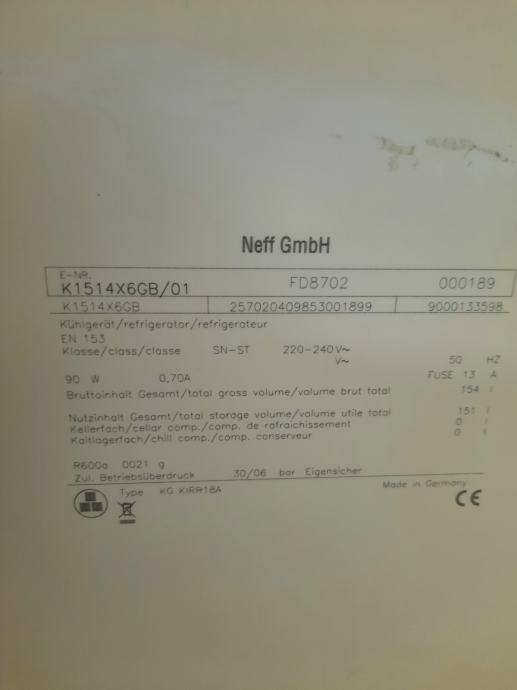 Neff GmbH
E-NR. K1514X6GB/01 FD8702 000189
K1514X6GB 257020409853001899 9000133598
Kühlgerät/refrigerator/refrigerateur
EN 153
Klasse/class/classe SN-ST 220-240V~ 50 HZ
V~
90 W 0,70A FUSE 13 A
Bruttoinhalt Gesamt/total gross volume/volume brut total 154 l
Nutzinhalt Gesamt/total storage volume/volume utile total 151 l
Kellerfach/cellar comp./comp. de rafraichissement 0 l
Kaltlagerfach/chill comp./comp. conserveur 0 l
R600a 0021 g
Zul. Betriebsüberdruck 30/06 bar Eigensicher
Type KG KIRR18A Made in Germany
CE